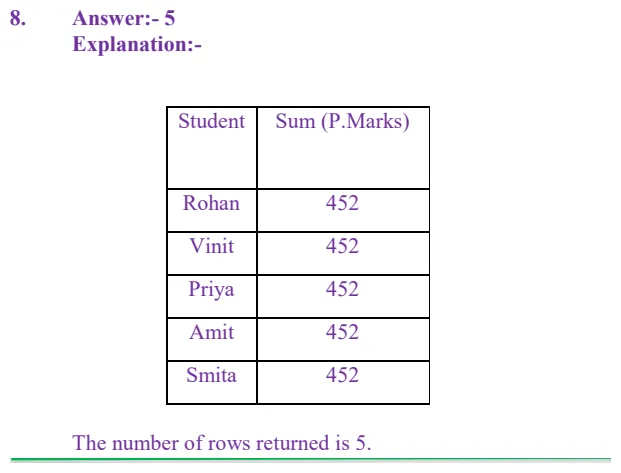 8. Answer:- 5
Explanation:-
Student Sum (P.Marks)
Rohan 452
Vinit 452
Priya 452
Amit 452
Smita 452
The number of rows returned is 5.